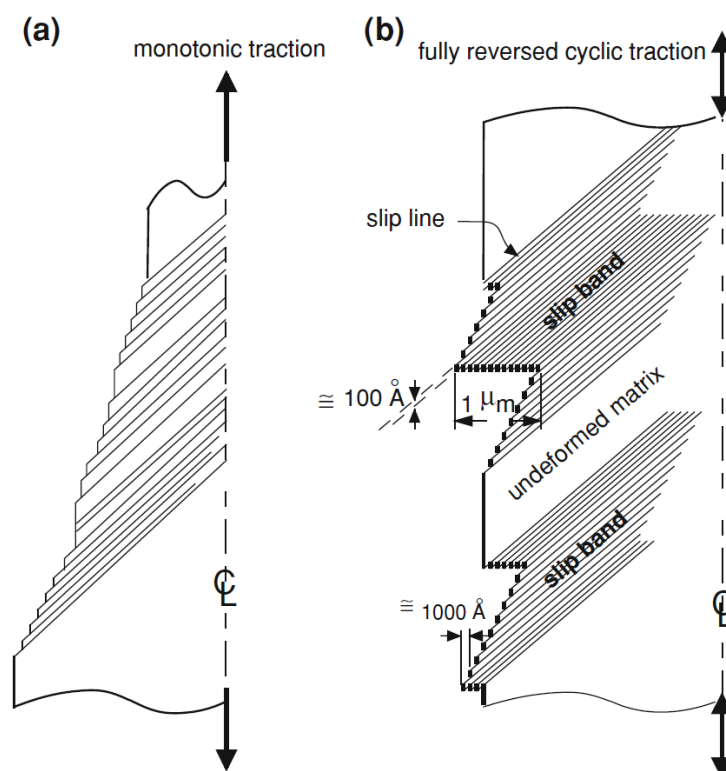 (a)
monotonic traction
(b)
fully reversed cyclic traction
slip line
slip band
≅ 100 Å
1 μm
undeformed matrix
slip band
≅ 1000 Å
℄
℄